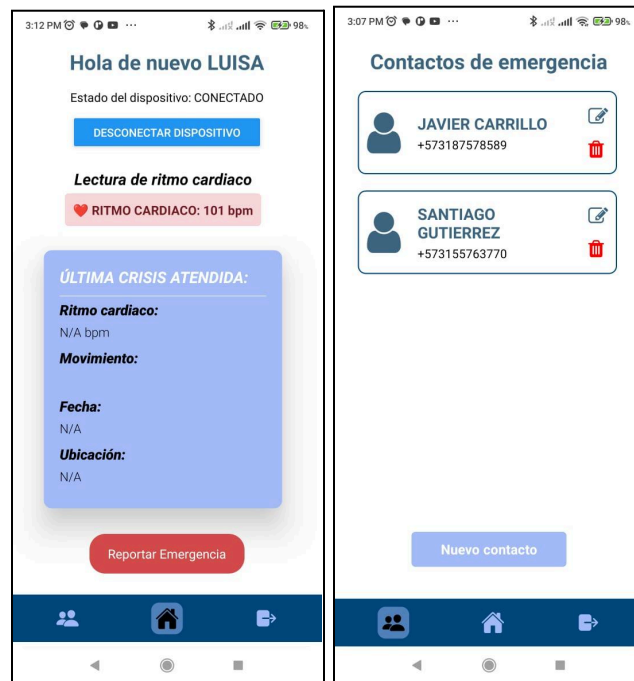 3:12 PM
98%
Hola de nuevo LUISA
Estado del dispositivo: CONECTADO
DESCONECTAR DISPOSITIVO
Lectura de ritmo cardiaco
RITMO CARDIACO: 101 bpm
ÚLTIMA CRISIS ATENDIDA:
Ritmo cardiaco:
N/A bpm
Movimiento:
Fecha:
N/A
Ubicación:
N/A
Reportar Emergencia
3:07 PM
98%
Contactos de emergencia
JAVIER CARRILLO
+573187578589
SANTIAGO
GUTIERREZ
+573155763770
Nuevo contacto